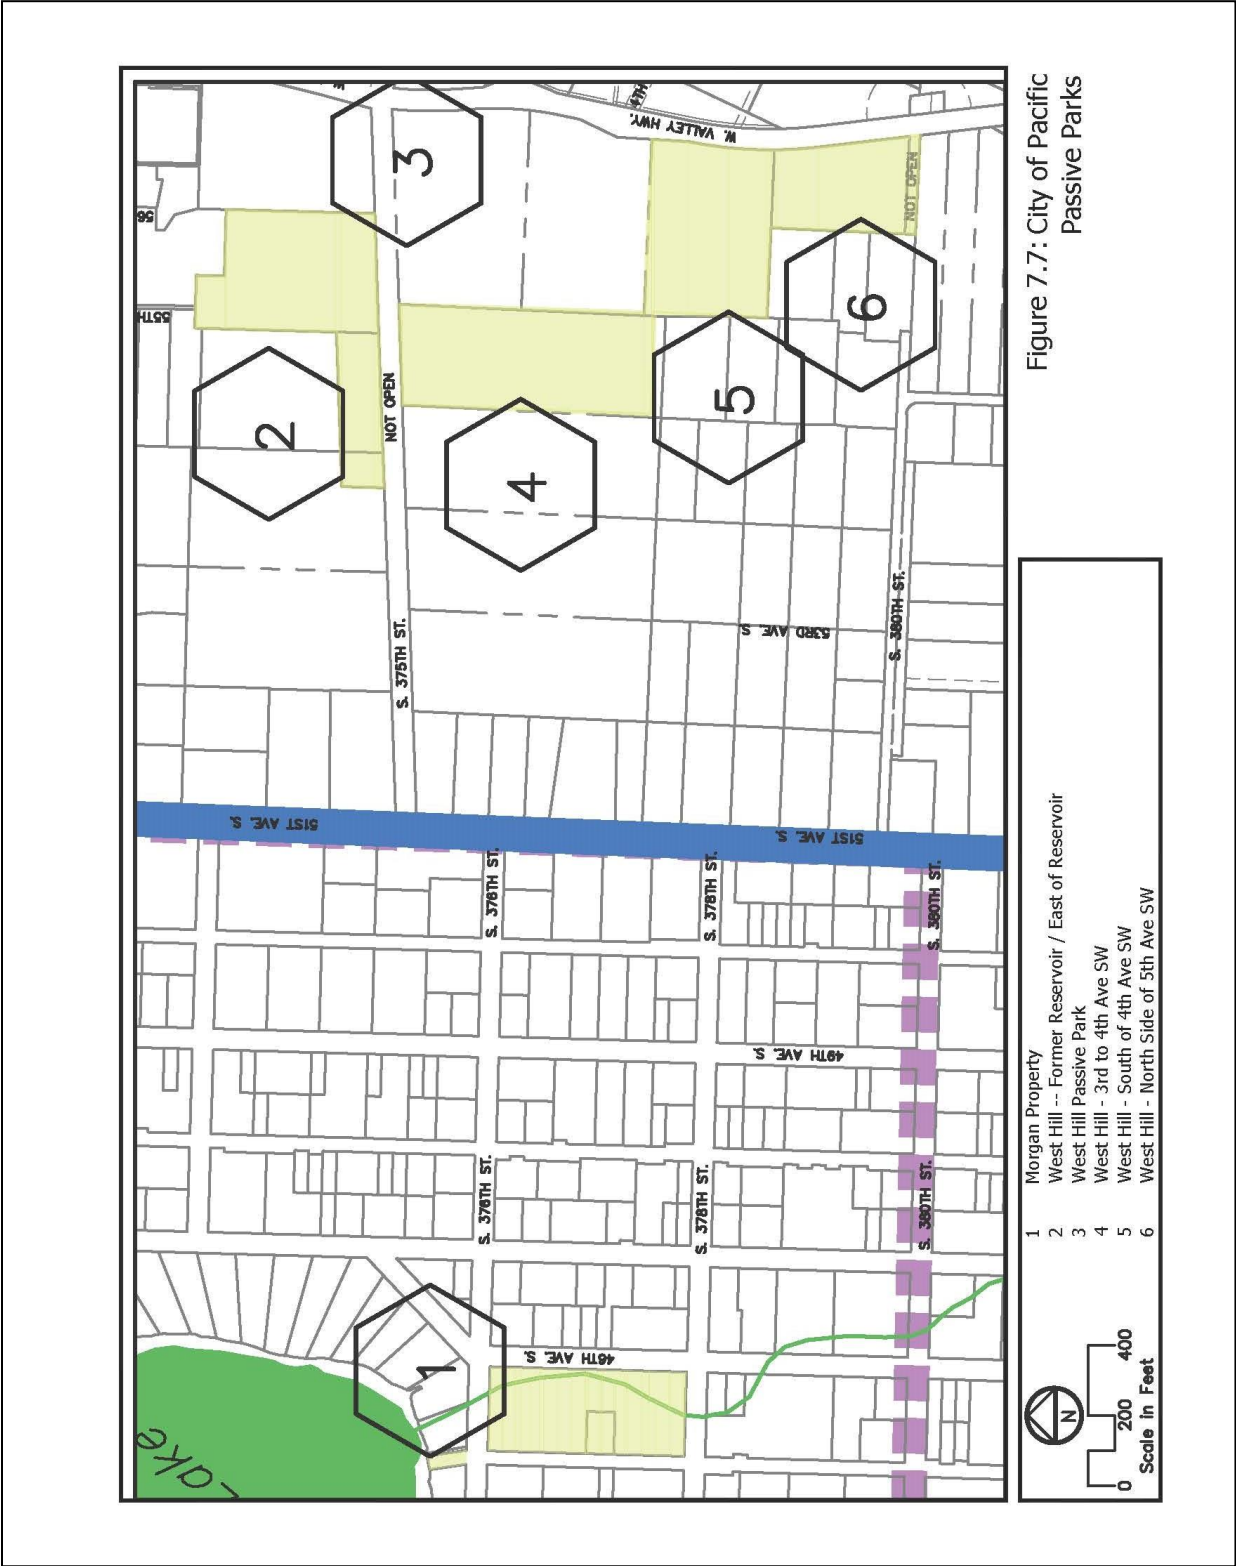 Lake
56
55TH
51ST AVE. S.
2
3
NOT OPEN
S. 375TH ST.
1
S. 376TH ST.
S. 376TH ST.
4
46TH AVE. S.
4TH
W. VALLEY HWY.
S. 378TH ST.
S. 378TH ST.
5
53RD AVE. S.
49TH AVE. S.
51ST AVE. S.
6
S. 380TH ST.
NOT OPEN
S. 380TH ST.
S. 380TH ST.
N
0 200 400
Scale in Feet
1 Morgan Property
2 West Hill -- Former Reservoir / East of Reservoir
3 West Hill Passive Park
4 West Hill - 3rd to 4th Ave SW
5 West Hill - South of 4th Ave SW
6 West Hill - North Side of 5th Ave SW
Figure 7.7: City of Pacific
Passive Parks